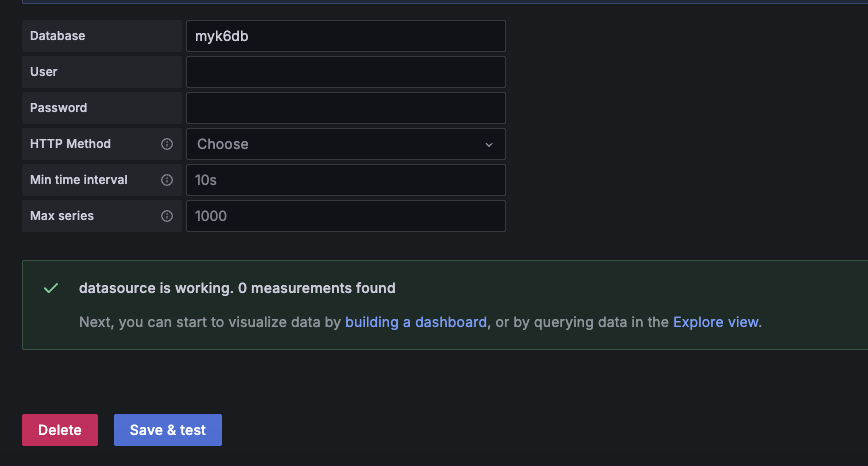 Database myk6db
User
Password
HTTP Method Choose
Min time interval 10s
Max series 1000
datasource is working. 0 measurements found
Next, you can start to visualize data by building a dashboard, or by querying data in the Explore view.
Delete Save & test